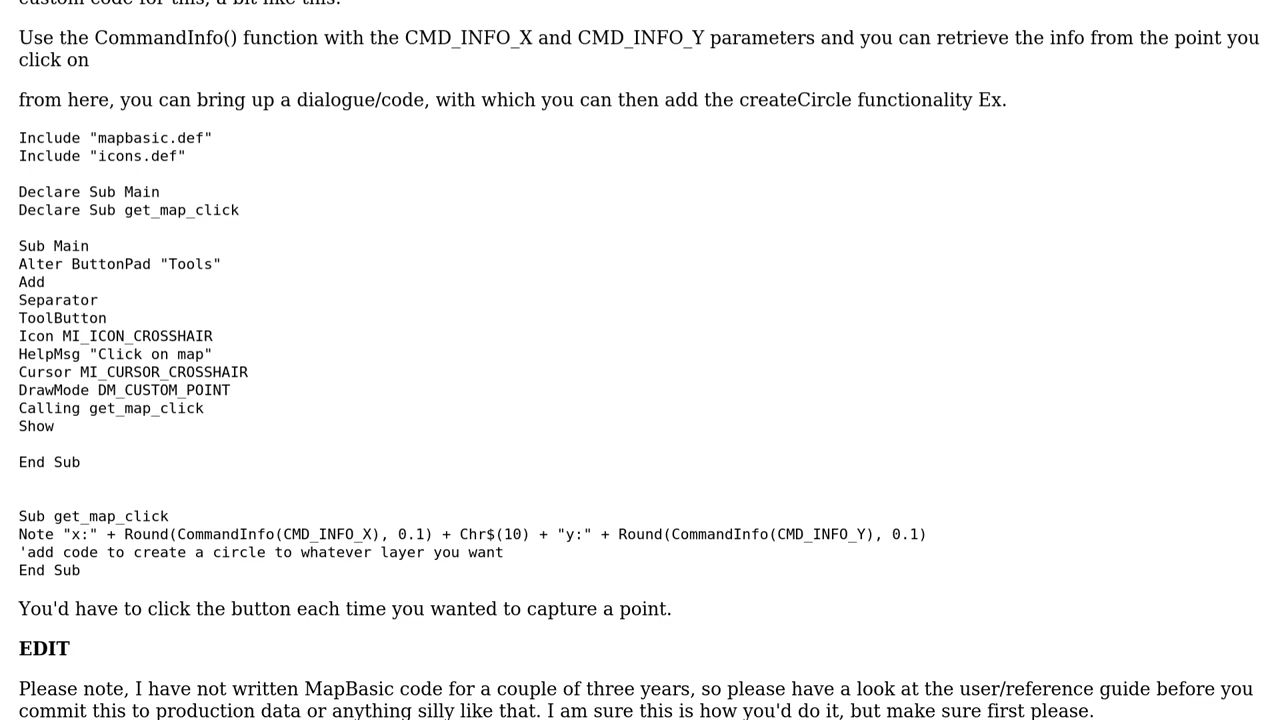 custom code for this, a bit like this:
Use the CommandInfo() function with the CMD_INFO_X and CMD_INFO_Y parameters and you can retrieve the info from the point you
click on
from here, you can bring up a dialogue/code, with which you can then add the createCircle functionality Ex.
Include "mapbasic.def"
Include "icons.def"
Declare Sub Main
Declare Sub get_map_click
Sub Main
Alter ButtonPad "Tools"
Add
Separator
ToolButton
Icon MI_ICON_CROSSHAIR
HelpMsg "Click on map"
Cursor MI_CURSOR_CROSSHAIR
DrawMode DM_CUSTOM_POINT
Calling get_map_click
Show
End Sub
Sub get_map_click
Note "x:" + Round(CommandInfo(CMD_INFO_X), 0.1) + Chr$(10) + "y:" + Round(CommandInfo(CMD_INFO_Y), 0.1)
'add code to create a circle to whatever layer you want
End Sub
You'd have to click the button each time you wanted to capture a point.
EDIT
Please note, I have not written MapBasic code for a couple of three years, so please have a look at the user/reference guide before you
commit this to production data or anything silly like that. I am sure this is how you'd do it, but make sure first please.